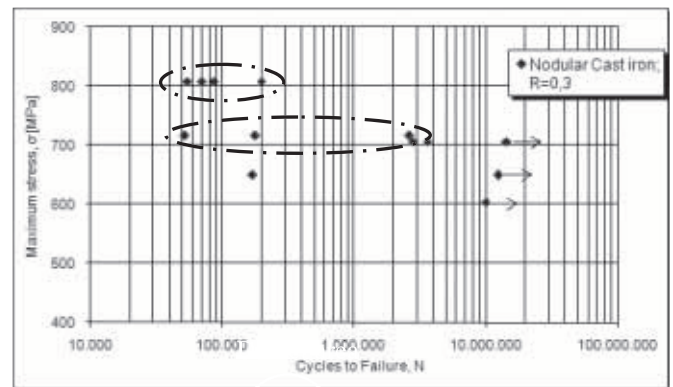 900
800
700
600
500
400
Maximum stress, σ [MPa]
Nodular Cast iron;
R=0,3
10.000
100.000
1.000.000
10.000.000
100.000.000
Cycles to Failure, N